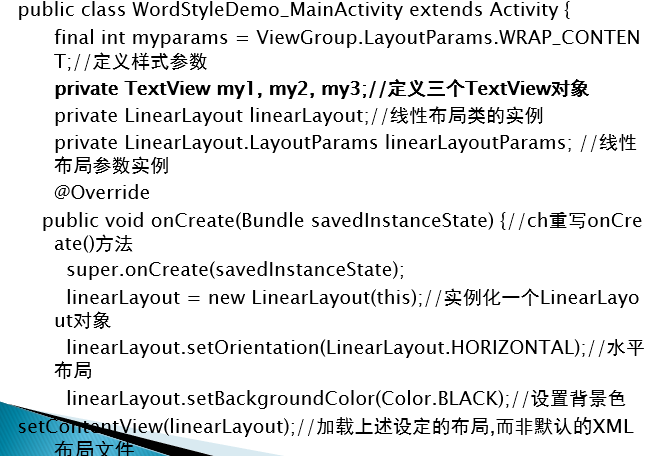 public class WordStyleDemo_MainActivity extends Activity {
final int myparams = ViewGroup.LayoutParams.WRAP_CONTEN
T;//定义样式参数
private TextView my1, my2, my3;//定义三个TextView对象
private LinearLayout linearLayout;//线性布局类的实例
private LinearLayout.LayoutParams linearLayoutParams; //线性
布局参数实例
@Override
public void onCreate(Bundle savedInstanceState) {//ch重写onCre
ate()方法
super.onCreate(savedInstanceState);
linearLayout = new LinearLayout(this);//实例化一个LinearLayo
ut对象
linearLayout.setOrientation(LinearLayout.HORIZONTAL);//水平
布局
linearLayout.setBackgroundColor(Color.BLACK);//设置背景色
setContentView(linearLayout);//加载上述设定的布局,而非默认的XML
布局文件